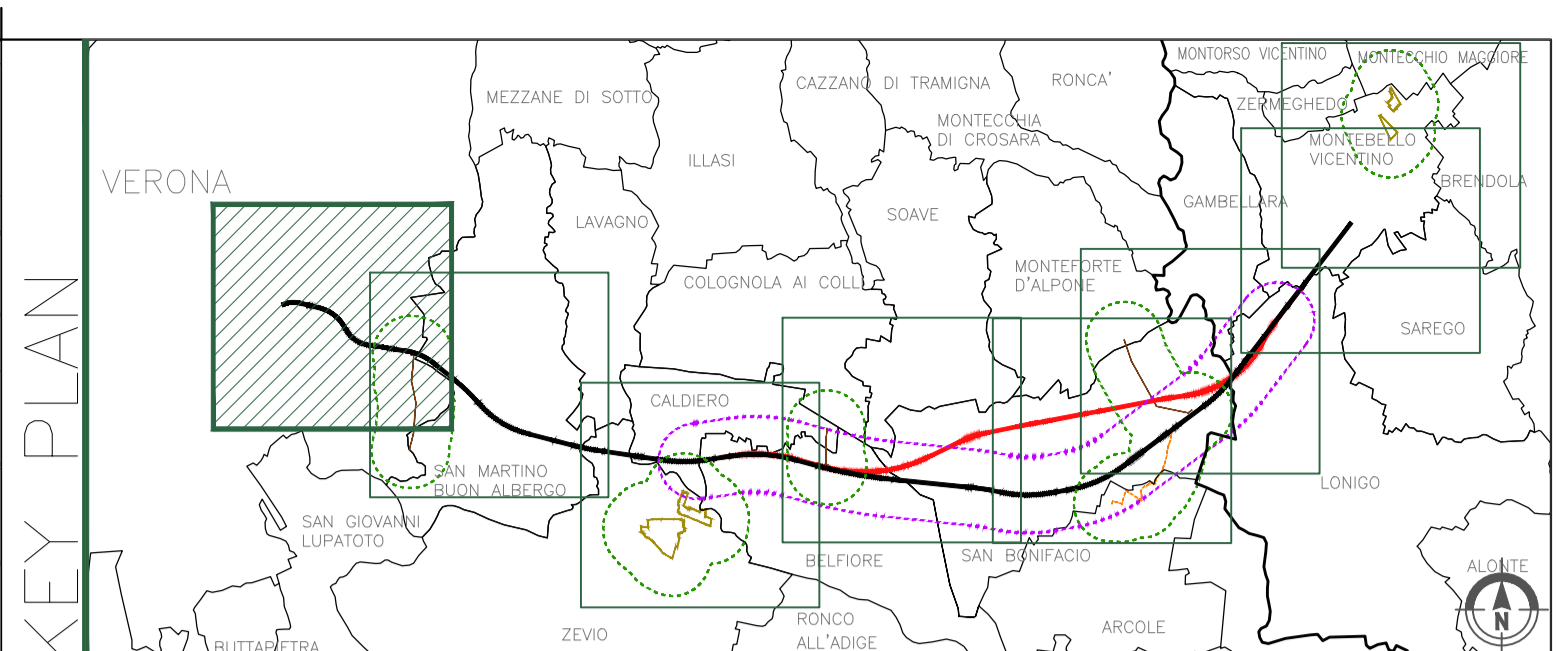 KEY PLAN
MONTORSO VICENTINO
MONTECCHIO MAGGIORE
MEZZANE DI SOTTO
CAZZANO DI TRAMIGNA
RONCA'
ZERMEGHEDO
MONTECCHIA
DI CROSARA
ILLASI
MONTEBELLO
VICENTINO
VERONA
BRENDOLA
GAMBELLARA
LAVAGNO
SOAVE
MONTEFORTE
D'ALPONE
COLOGNOLA AI COLLI
SAREGO
CALDIERO
SAN MARTINO
BUON ALBERGO
LONIGO
SAN GIOVANNI
LUPATOTO
BELFIORE
SAN BONIFACIO
ALONTE
RONCO
ALL'ADIGE
ZEVIO
ARCOLE
N
BUTTAPIETRA